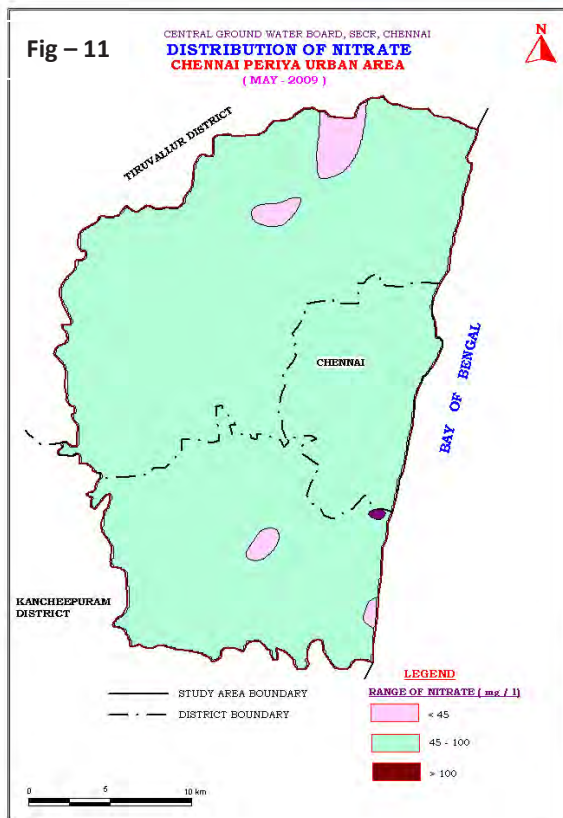 CENTRAL GROUND WATER BOARD, SECR, CHENNAI
Fig – 11
DISTRIBUTION OF NITRATE
CHENNAI PERIYA URBAN AREA
( MAY - 2009 )
N
TIRUVALLUR DISTRICT
CHENNAI
BAY OF BENGAL
KANCHEEPURAM
DISTRICT
LEGEND
STUDY AREA BOUNDARY
RANGE OF NITRATE ( mg / l )
DISTRICT BOUNDARY
< 45
45 - 100
> 100
0 5 10 km